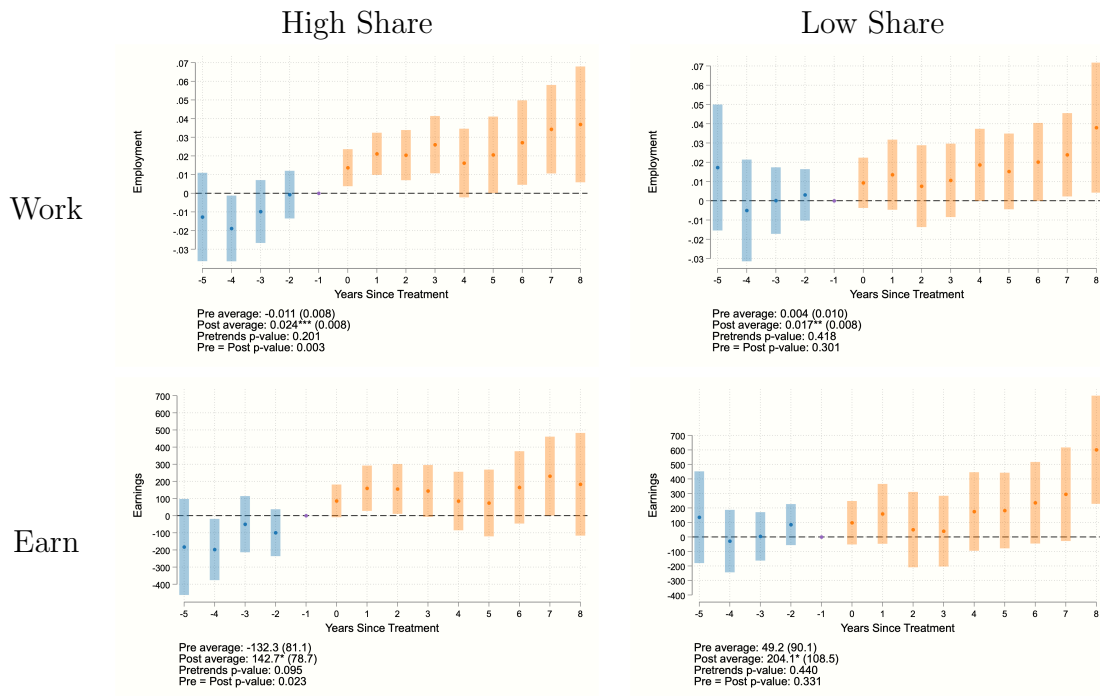 High Share
Low Share
Work
Employment
.07
.06
.05
.04
.03
.02
.01
0
-.01
-.02
-.03
-5 -4 -3 -2 -1 0 1 2 3 4 5 6 7 8
Years Since Treatment
Pre average: -0.011 (0.008)
Post average: 0.024*** (0.008)
Pretrends p-value: 0.201
Pre = Post p-value: 0.003
Employment
.07
.06
.05
.04
.03
.02
.01
0
-.01
-.02
-.03
-5 -4 -3 -2 -1 0 1 2 3 4 5 6 7 8
Years Since Treatment
Pre average: 0.004 (0.010)
Post average: 0.017** (0.008)
Pretrends p-value: 0.418
Pre = Post p-value: 0.301
Earn
Earnings
700
600
500
400
300
200
100
0
-100
-200
-300
-400
-5 -4 -3 -2 -1 0 1 2 3 4 5 6 7 8
Years Since Treatment
Pre average: -132.3 (81.1)
Post average: 142.7* (78.7)
Pretrends p-value: 0.095
Pre = Post p-value: 0.023
Earnings
700
600
500
400
300
200
100
0
-100
-200
-300
-400
-5 -4 -3 -2 -1 0 1 2 3 4 5 6 7 8
Years Since Treatment
Pre average: 49.2 (90.1)
Post average: 204.1* (108.5)
Pretrends p-value: 0.440
Pre = Post p-value: 0.331